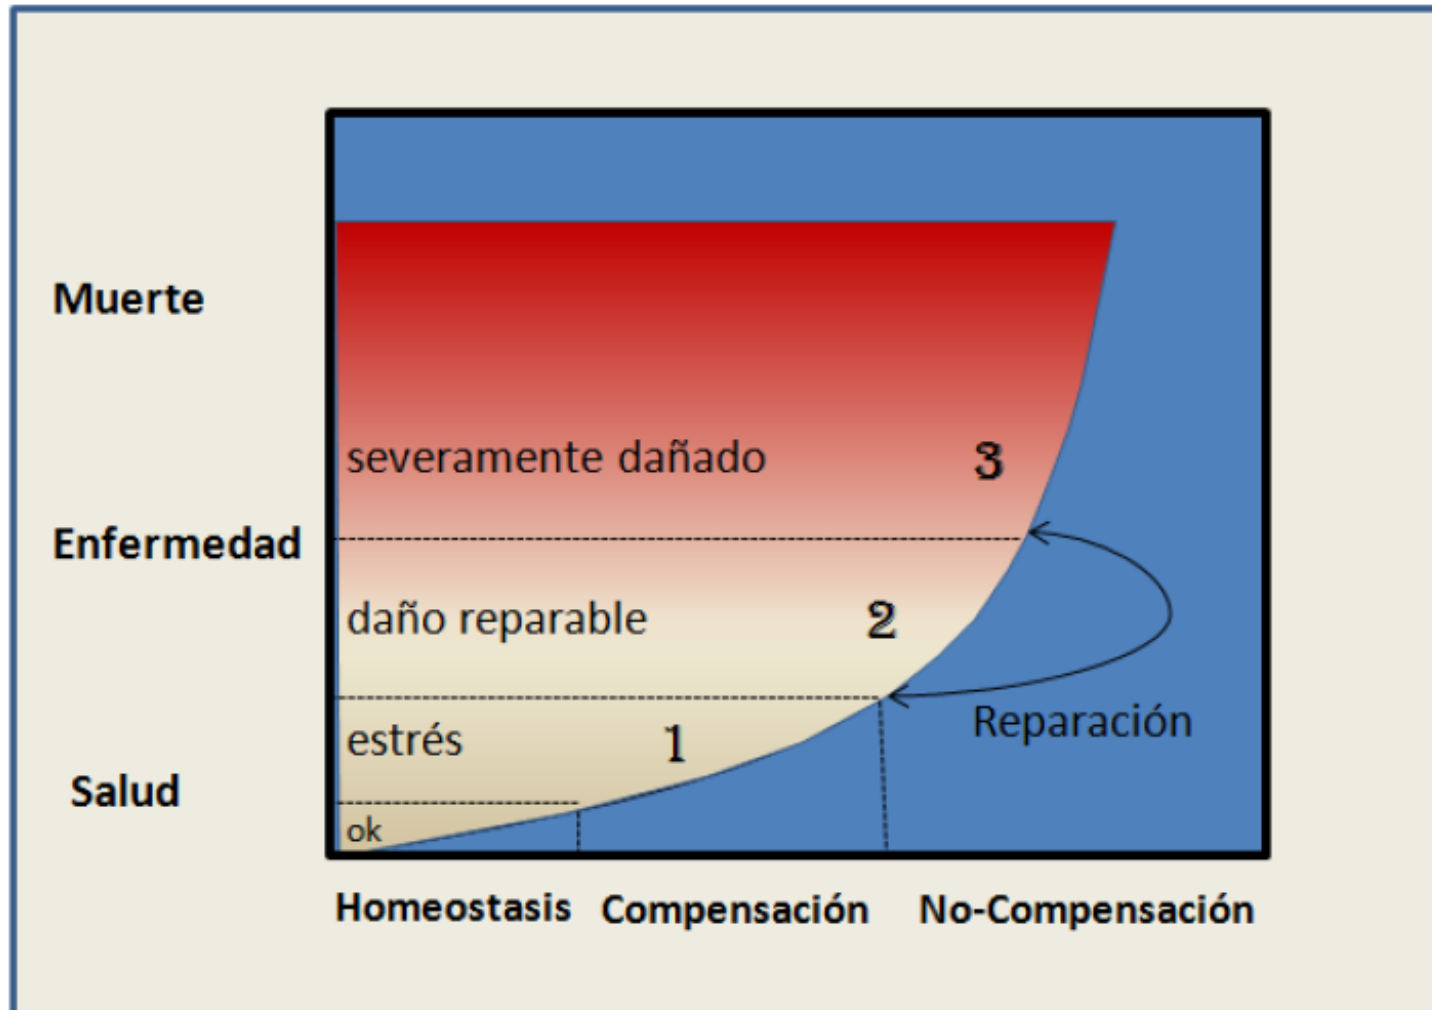 Muerte
severamente dañado 3
Enfermedad
daño reparable 2
Reparación
estrés 1
Salud
ok
Homeostasis Compensación No-Compensación